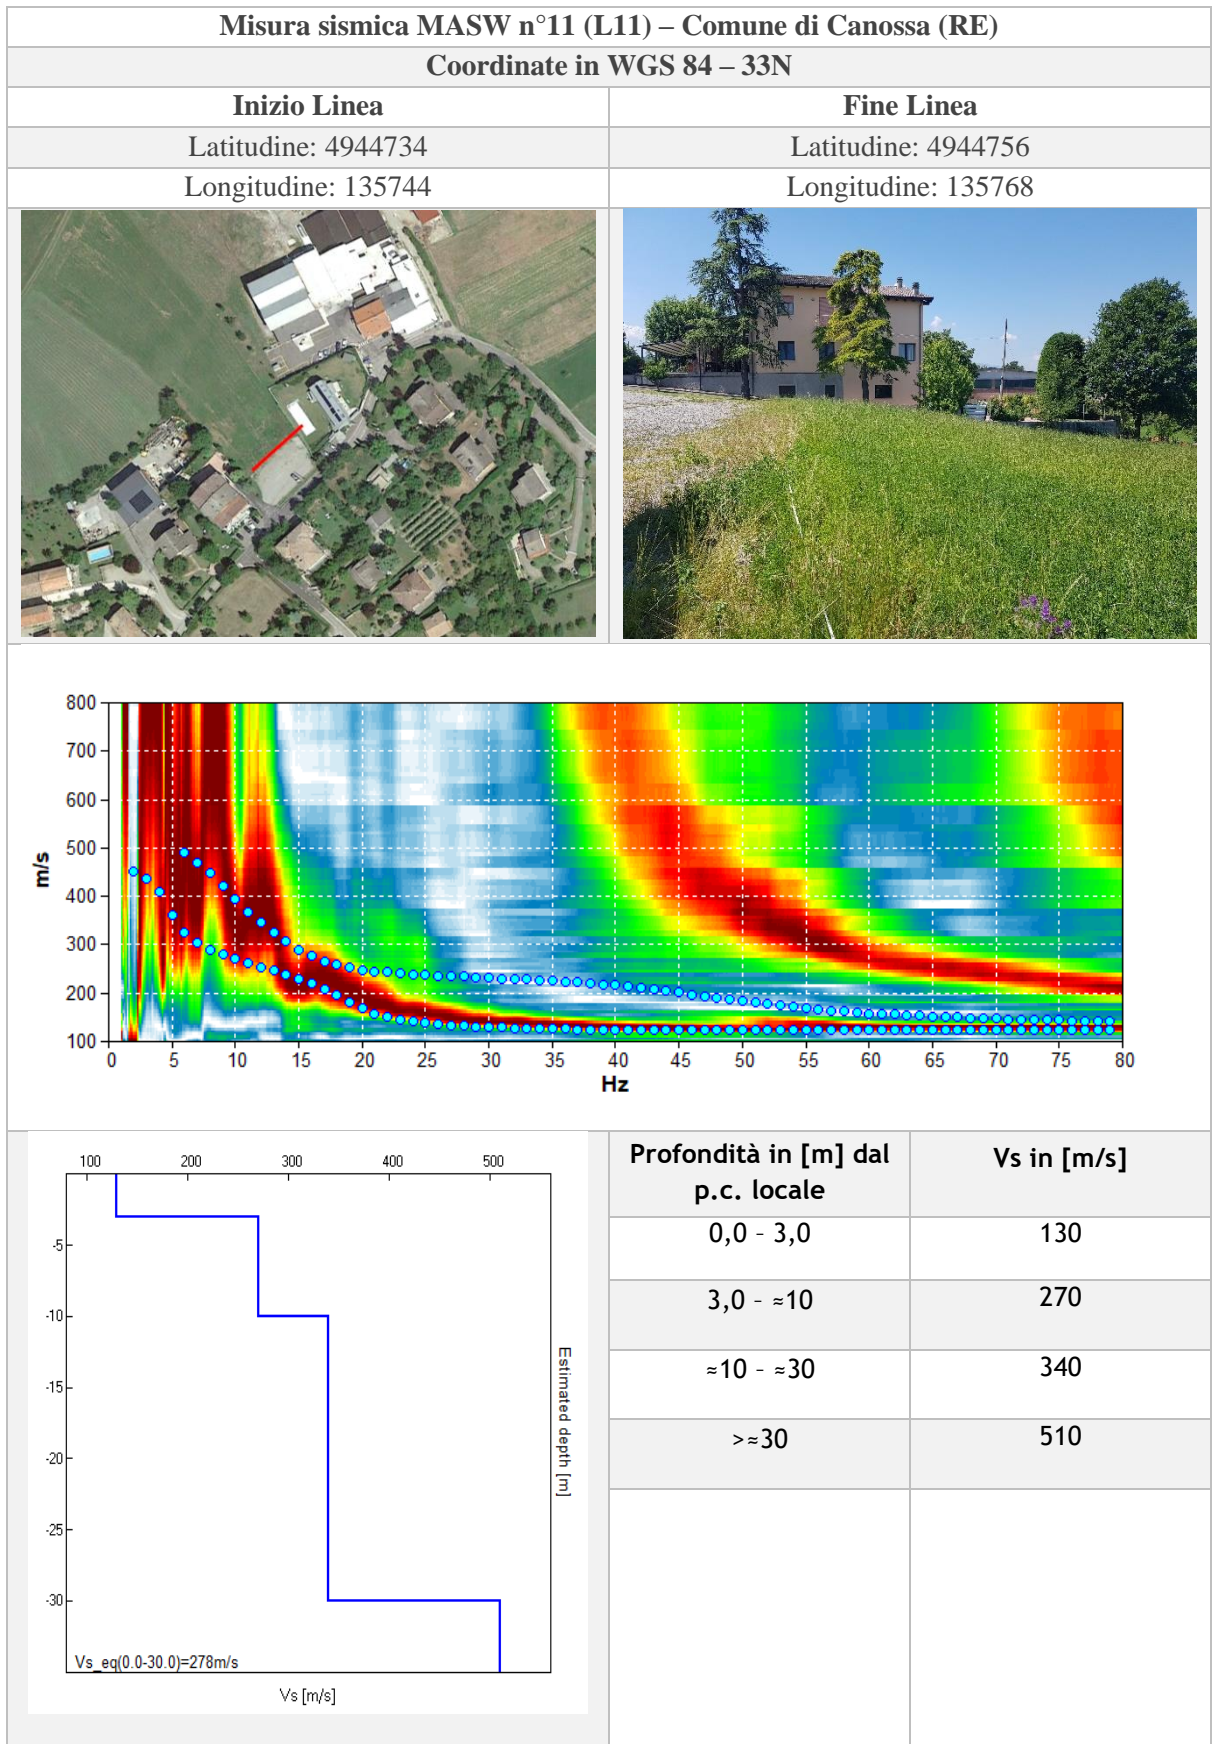 Misura sismica MASW n°11 (L11) – Comune di Canossa (RE)
Coordinate in WGS 84 – 33N
Inizio Linea
Fine Linea
Latitudine: 4944734
Latitudine: 4944756
Longitudine: 135744
Longitudine: 135768
800
700
600
500
400
300
200
100
m/s
0 5 10 15 20 25 30 35 40 45 50 55 60 65 70 75 80
Hz
100 200 300 400 500
-5
-10
-15
-20
-25
-30
Estimated depth [m]
Vs_eq(0.0-30.0)=278m/s
Vs [m/s]
Profondità in [m] dal
p.c. locale
Vs in [m/s]
0,0 – 3,0
130
3,0 – ≈10
270
≈10 – ≈30
340
>≈30
510